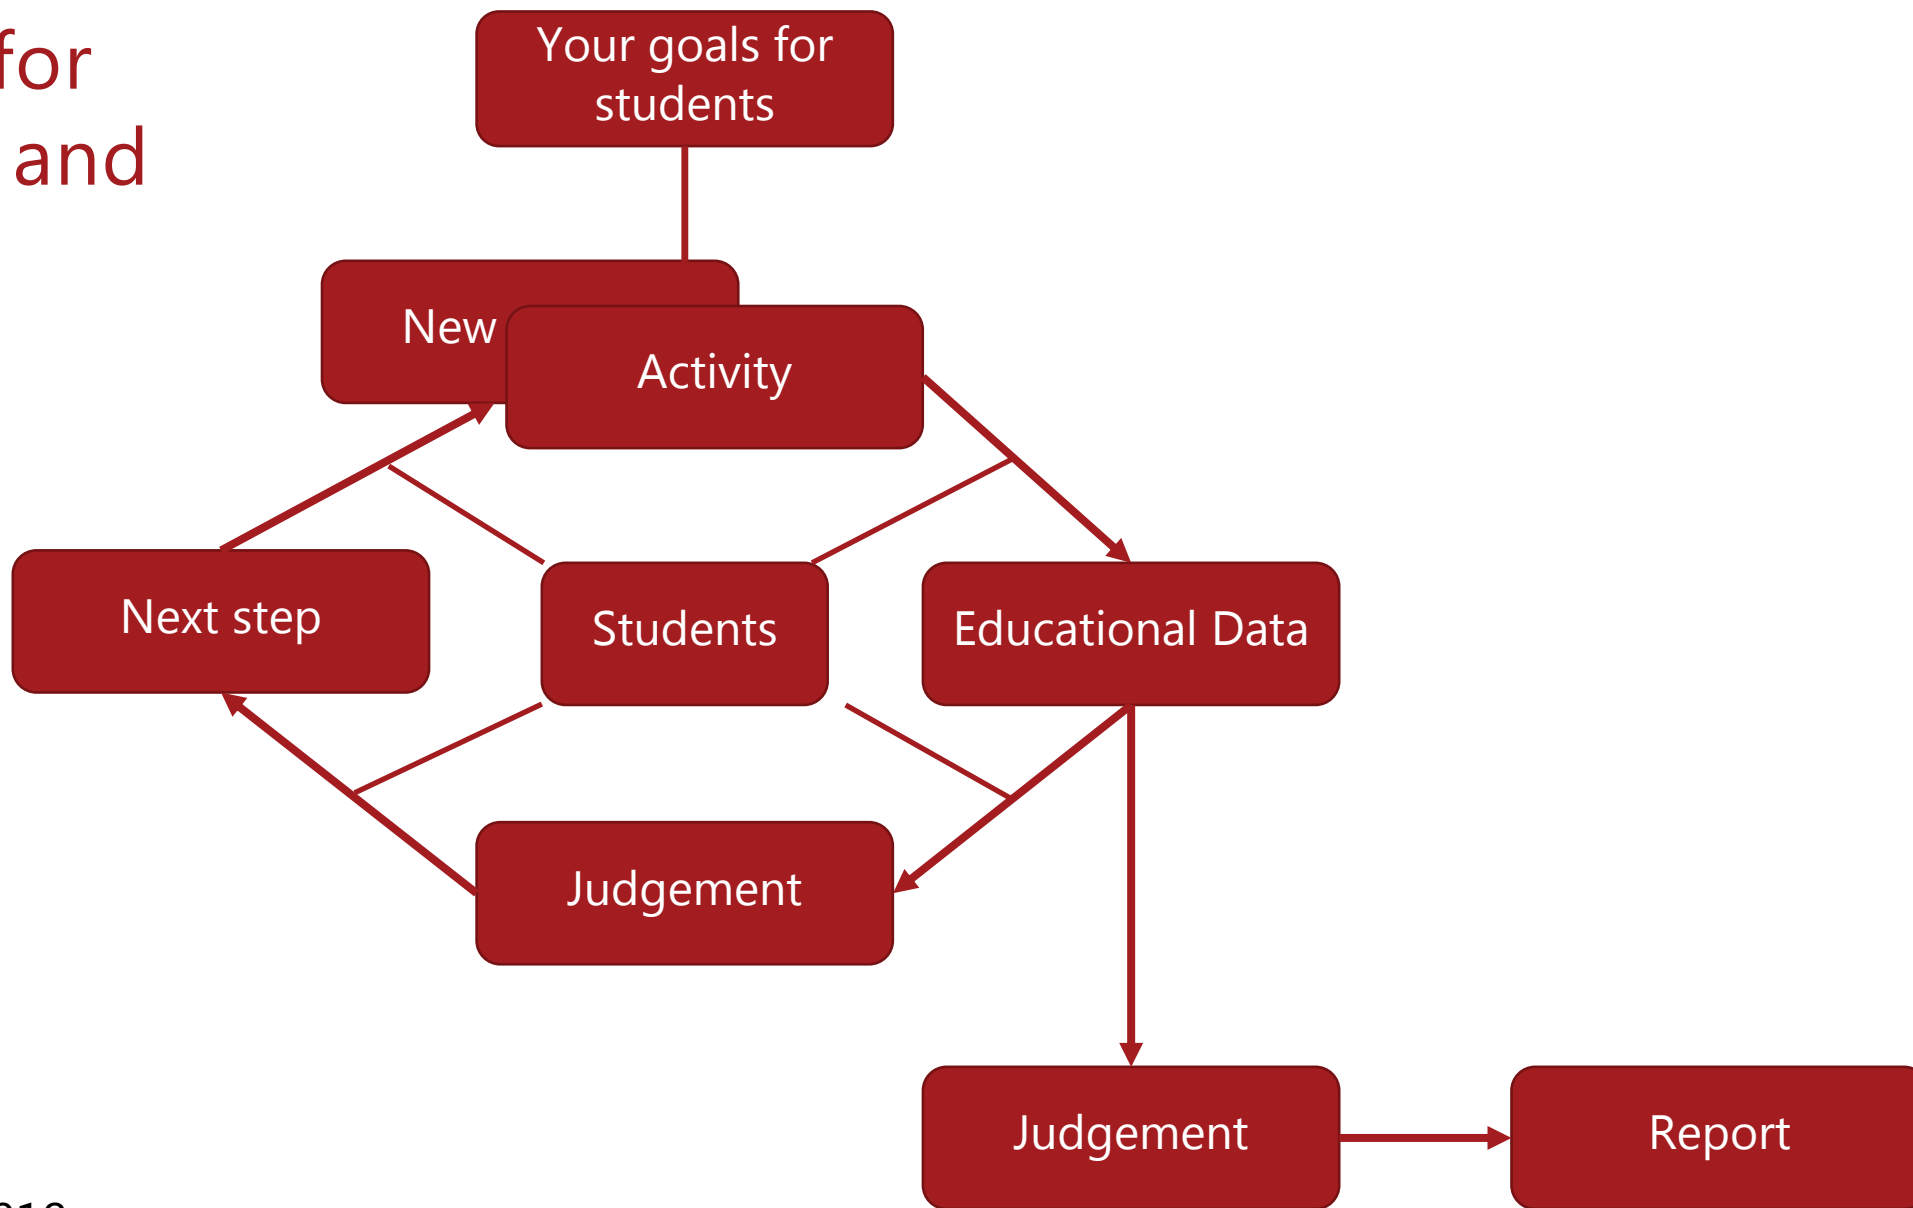 for
and
Your goals for
students
New
Activity
Next step
Students
Educational Data
Judgement
Judgement
Report